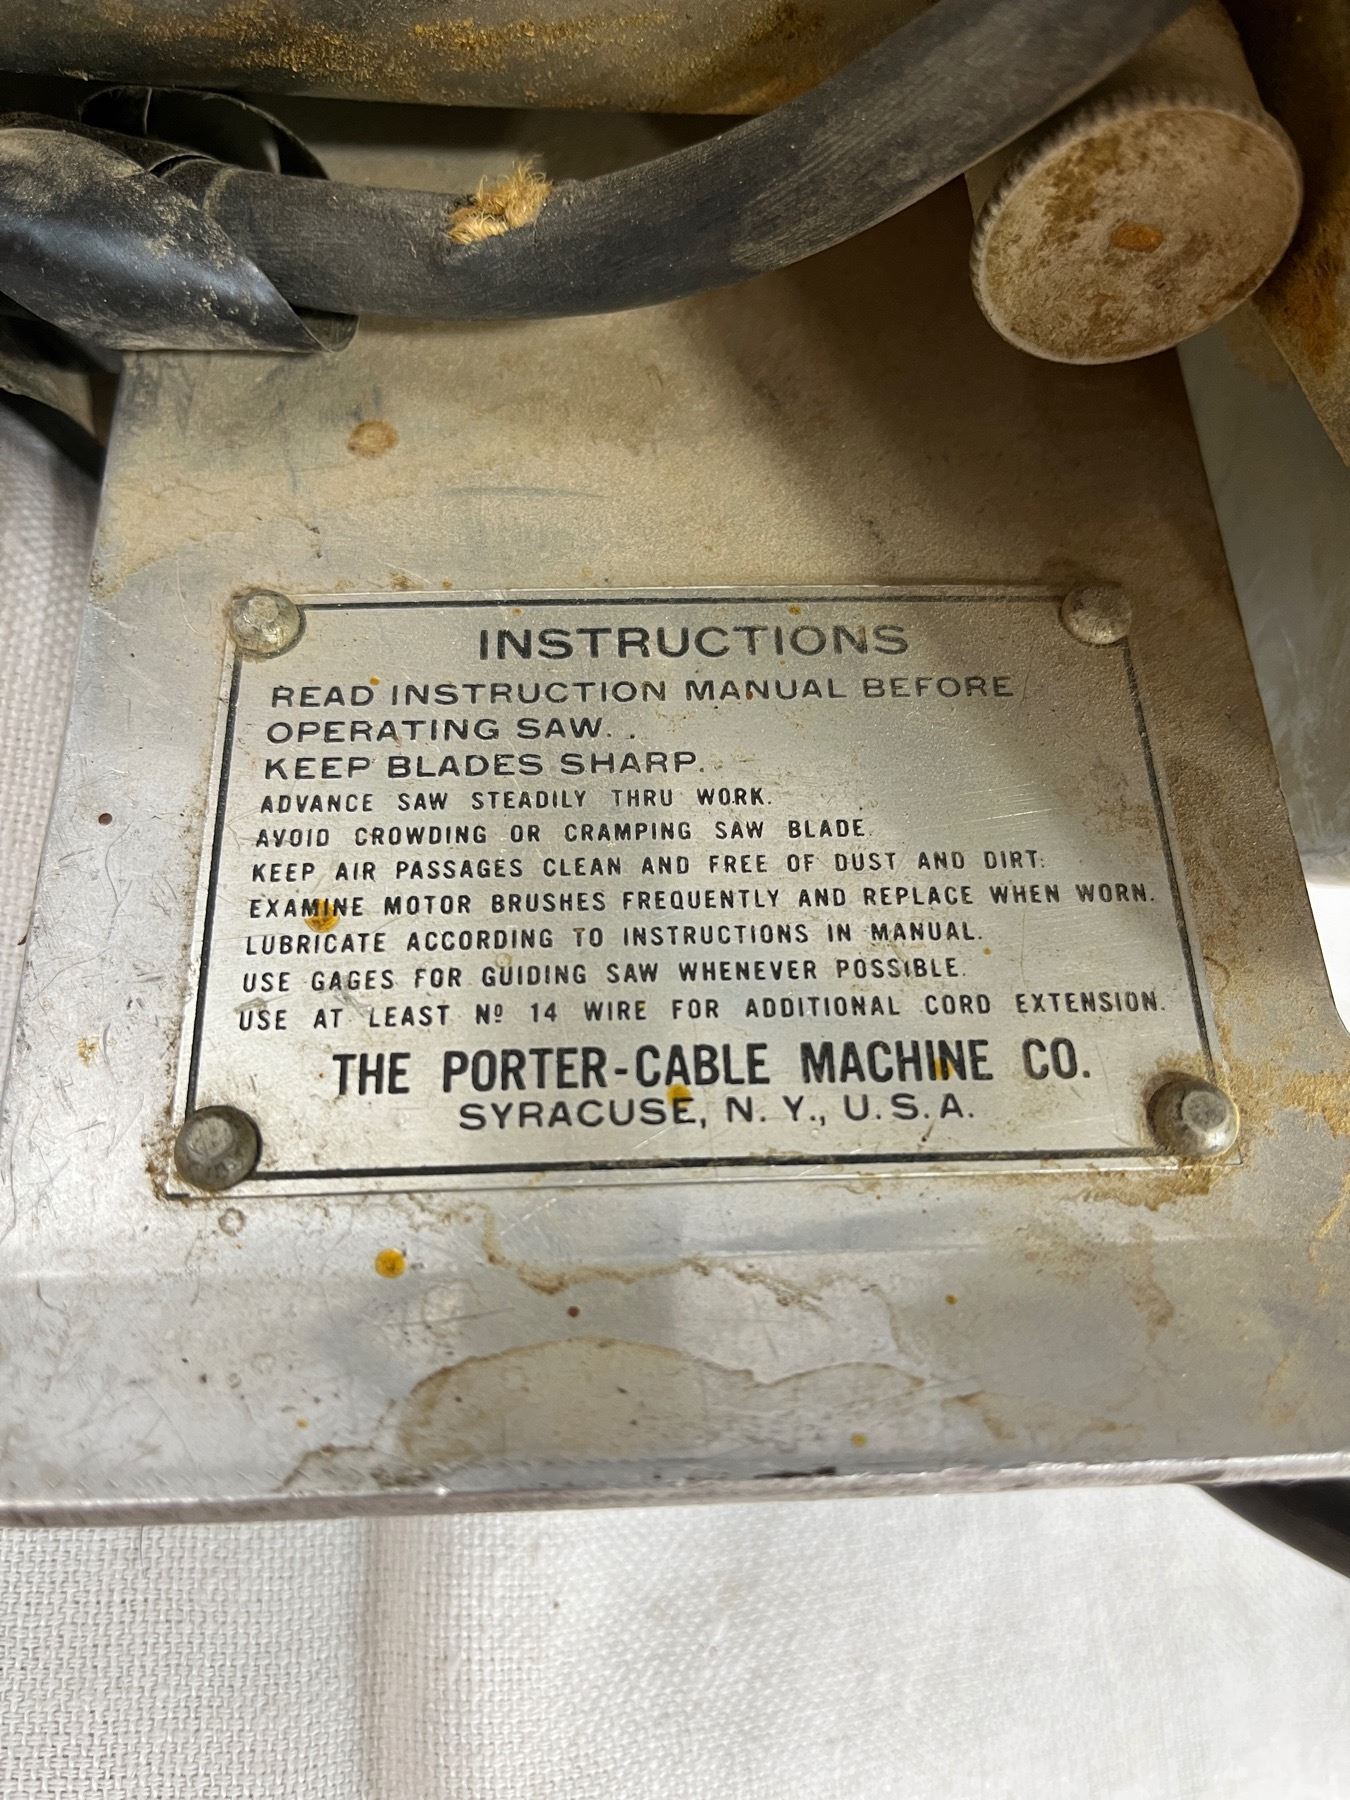 INSTRUCTIONS
READ INSTRUCTION MANUAL BEFORE
OPERATING SAW.
KEEP BLADES SHARP.
ADVANCE SAW STEADILY THRU WORK.
AVOID CROWDING OR CRAMPING SAW BLADE.
KEEP AIR PASSAGES CLEAN AND FREE OF DUST AND DIRT.
EXAMINE MOTOR BRUSHES FREQUENTLY AND REPLACE WHEN WORN.
LUBRICATE ACCORDING TO INSTRUCTIONS IN MANUAL.
USE GAGES FOR GUIDING SAW WHENEVER POSSIBLE.
USE AT LEAST Nº 14 WIRE FOR ADDITIONAL CORD EXTENSION.
THE PORTER-CABLE MACHINE CO.
SYRACUSE, N. Y., U.S.A.